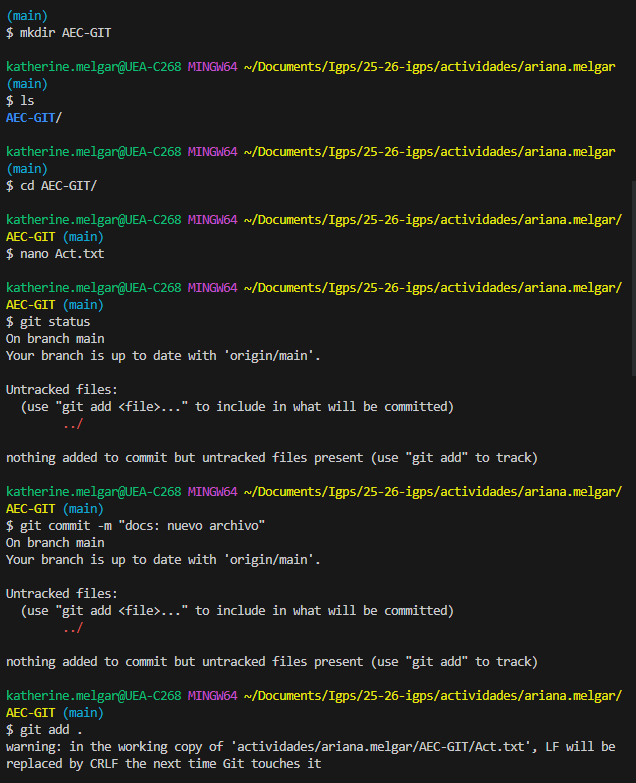 (main)
$ mkdir AEC-GIT
katherine.melgar@UEA-C268 MINGW64 ~/Documents/Igps/25-26-igps/actividades/ariana.melgar
(main)
$ ls
AEC-GIT/
katherine.melgar@UEA-C268 MINGW64 ~/Documents/Igps/25-26-igps/actividades/ariana.melgar
(main)
$ cd AEC-GIT/
katherine.melgar@UEA-C268 MINGW64 ~/Documents/Igps/25-26-igps/actividades/ariana.melgar/
AEC-GIT (main)
$ nano Act.txt
katherine.melgar@UEA-C268 MINGW64 ~/Documents/Igps/25-26-igps/actividades/ariana.melgar/
AEC-GIT (main)
$ git status
On branch main
Your branch is up to date with 'origin/main'.
Untracked files:
(use "git add <file>..." to include in what will be committed)
../
nothing added to commit but untracked files present (use "git add" to track)
katherine.melgar@UEA-C268 MINGW64 ~/Documents/Igps/25-26-igps/actividades/ariana.melgar/
AEC-GIT (main)
$ git commit -m "docs: nuevo archivo"
On branch main
Your branch is up to date with 'origin/main'.
Untracked files:
(use "git add <file>..." to include in what will be committed)
../
nothing added to commit but untracked files present (use "git add" to track)
katherine.melgar@UEA-C268 MINGW64 ~/Documents/Igps/25-26-igps/actividades/ariana.melgar/
AEC-GIT (main)
$ git add .
warning: in the working copy of 'actividades/ariana.melgar/AEC-GIT/Act.txt', LF will be
replaced by CRLF the next time Git touches it